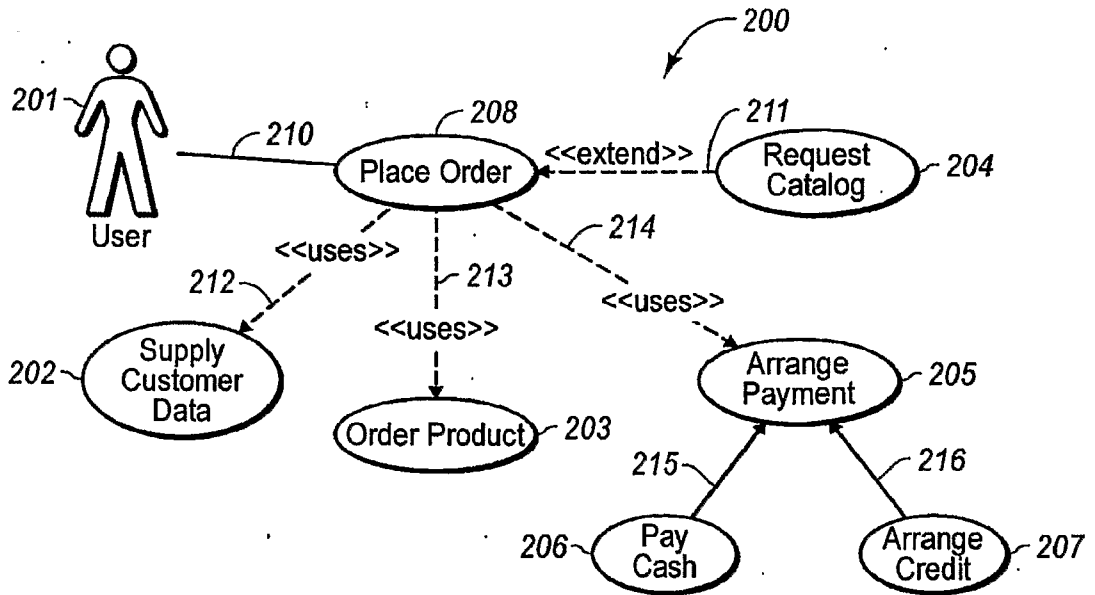 200
201
210
208
211
<<extend>>
Place Order
Request
Catalog
204
User
<<uses>>
214
212
213
<<uses>>
<<uses>>
202
Supply
Customer
Data
Arrange
Payment
205
Order Product
203
215
216
206
Pay
Cash
Arrange
Credit
207